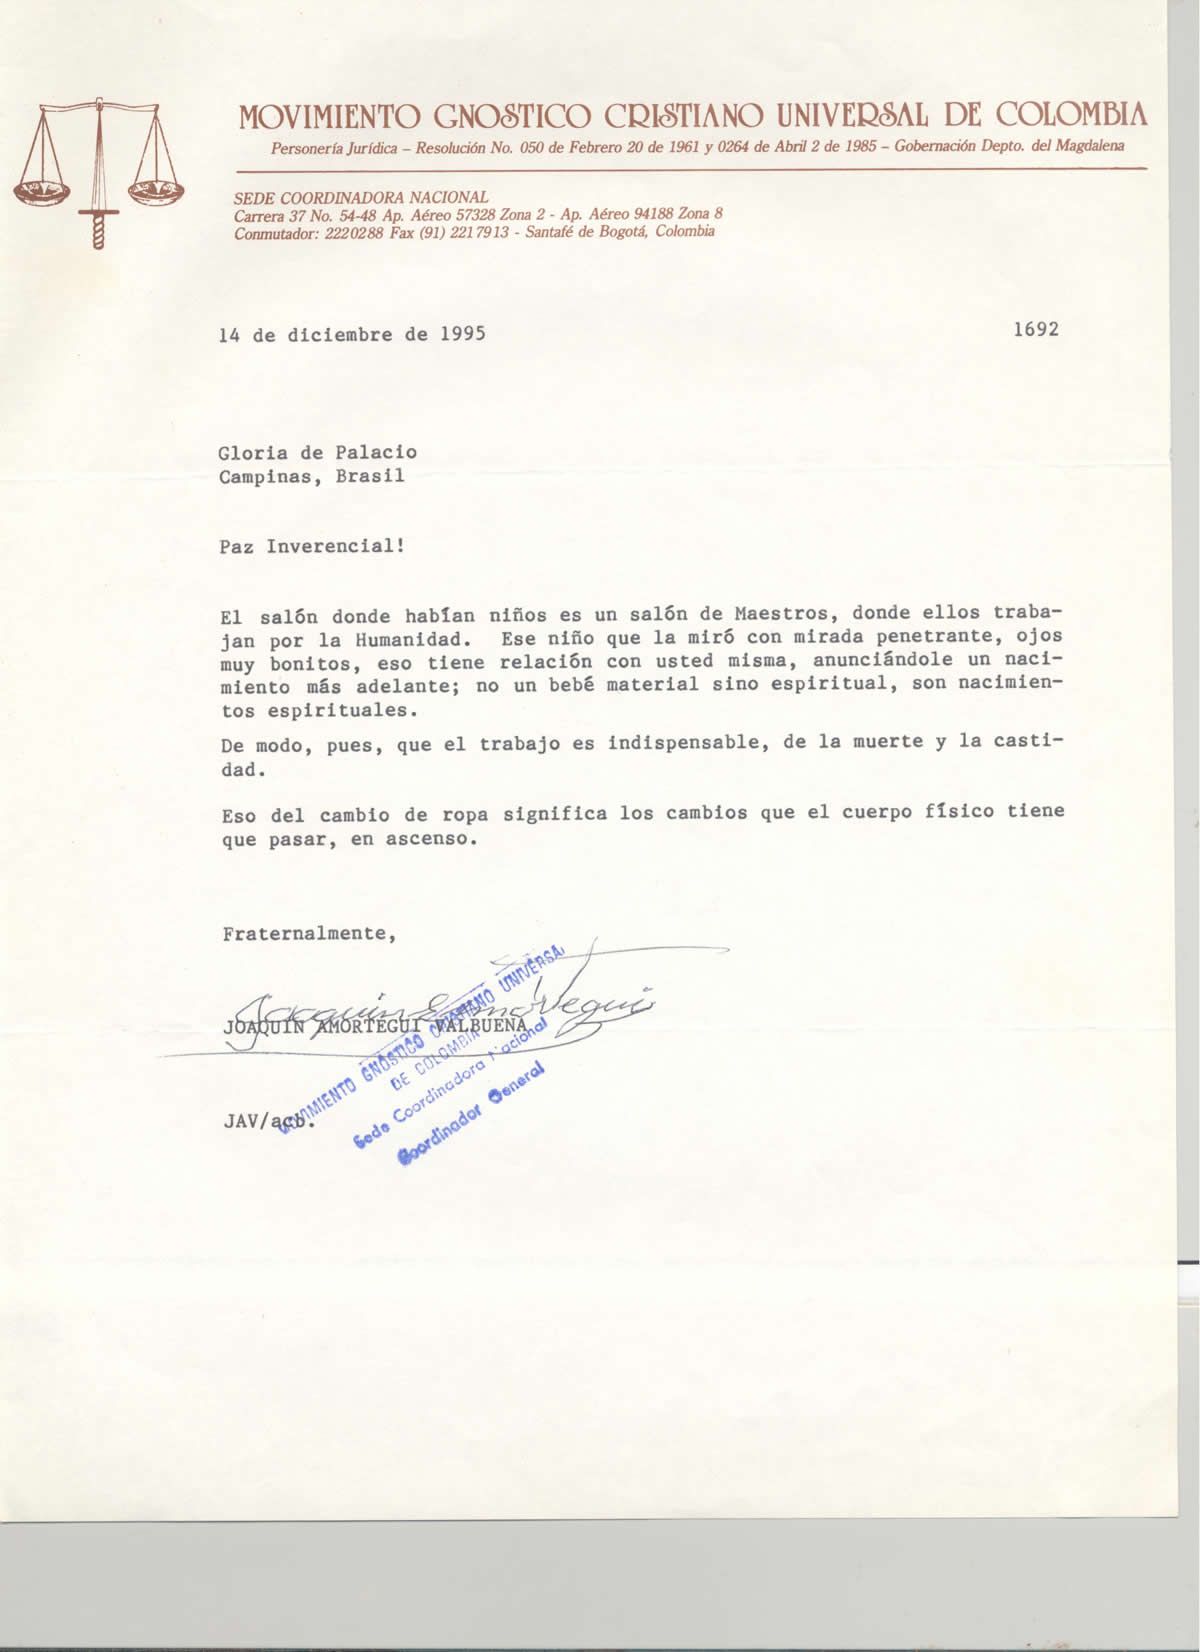 MOVIMIENTO GNOSTICO CRISTIANO UNIVERSAL DE COLOMBIA
Personería Jurídica – Resolución No. 050 de Febrero 20 de 1961 y 0264 de Abril 2 de 1985 – Gobernación Depto. del Magdalena
SEDE COORDINADORA NACIONAL
Carrera 37 No. 54-48 Ap. Aéreo 57328 Zona 2 - Ap. Aéreo 94188 Zona 8
Conmutador: 2220288 Fax (91) 2217913 - Santafé de Bogotá, Colombia
14 de diciembre de 1995 1692
Gloria de Palacio
Campinas, Brasil
Paz Inverencial!
El salón donde habían niños es un salón de Maestros, donde ellos traba-
jan por la Humanidad. Ese niño que la miró con mirada penetrante, ojos
muy bonitos, eso tiene relación con usted misma, anunciándole un naci-
miento más adelante; no un bebé material sino espiritual, son nacimien-
tos espirituales.
De modo, pues, que el trabajo es indispensable, de la muerte y la casti-
dad.
Eso del cambio de ropa significa los cambios que el cuerpo físico tiene
que pasar, en ascenso.
Fraternalmente,
Joaquin Amortegui
JOAQUIN AMORTEGUI VALBUENA
MOVIMIENTO GNOSTICO CRISTIANO UNIVERSAL
DE COLOMBIA
Sede Coordinadora Nacional
Coordinador General
JAV/acb.